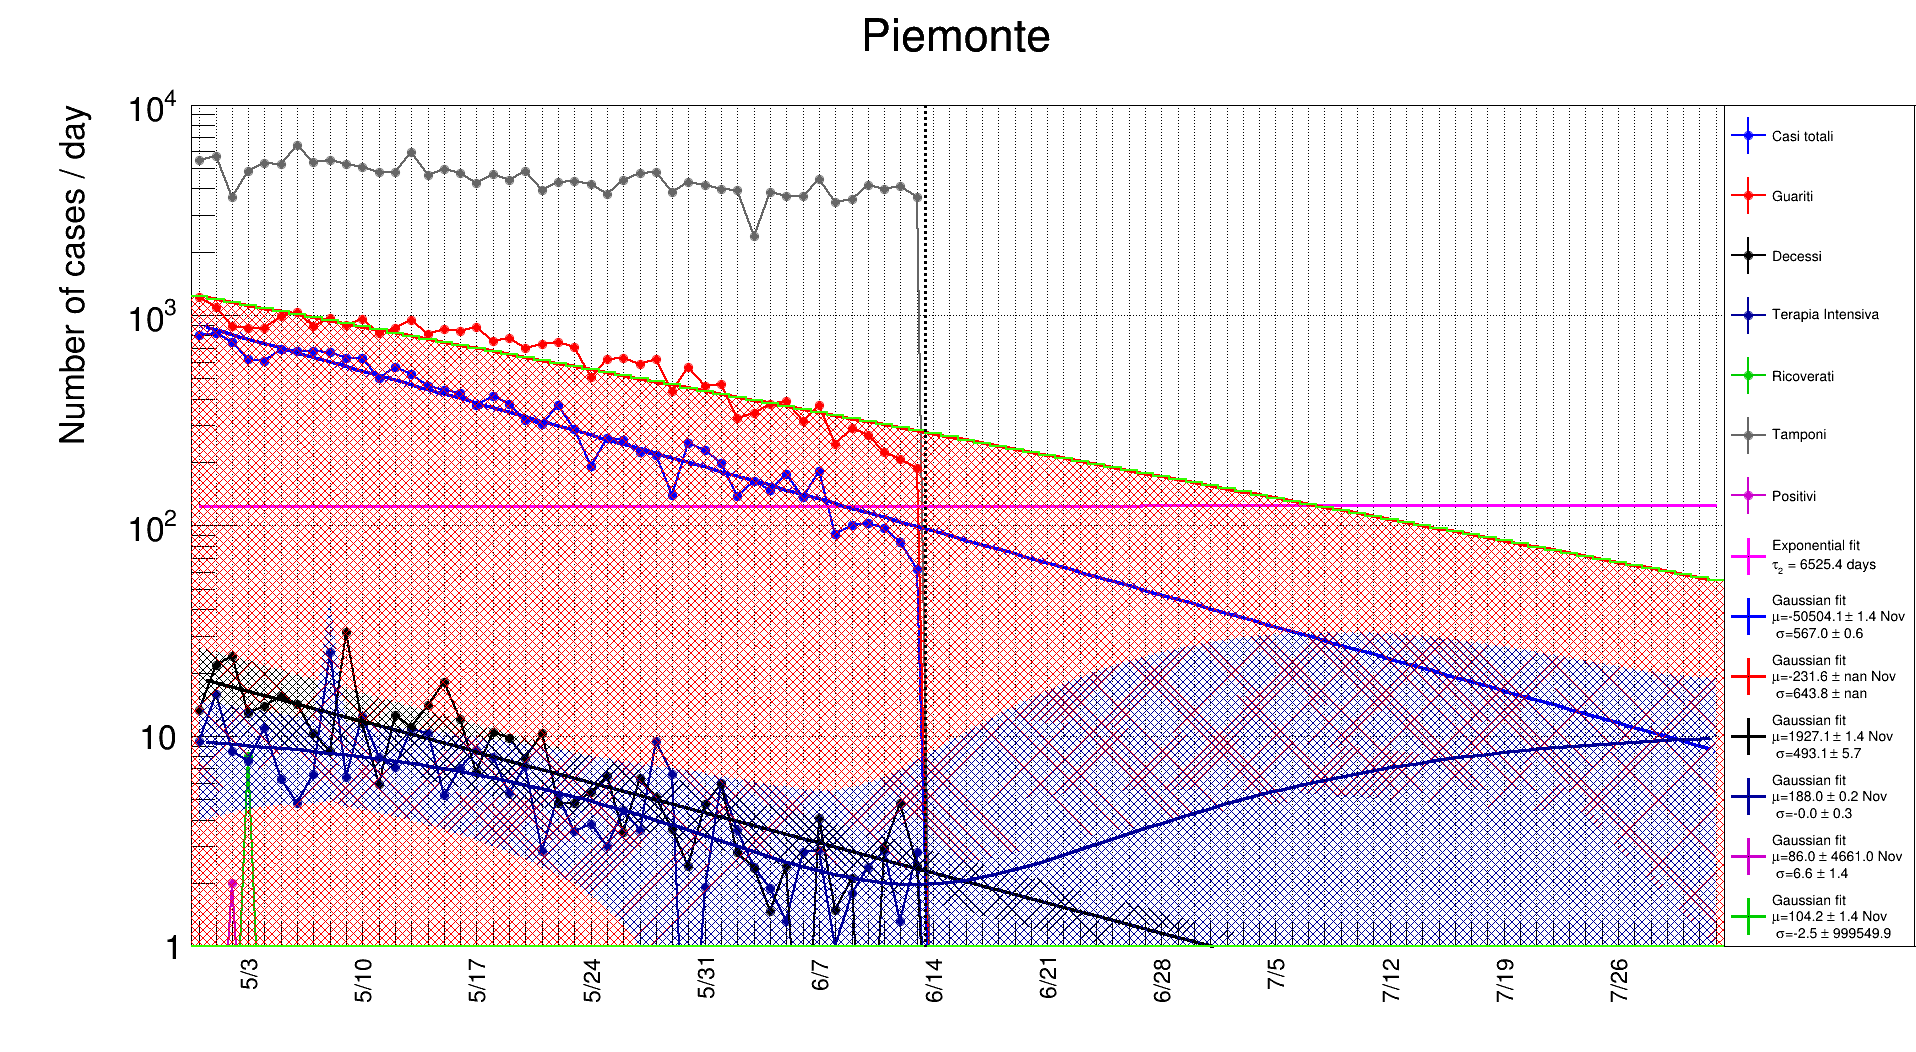 Piemonte
Number of cases / day
10^4
10^3
10^2
10
1
5/3
5/10
5/17
5/24
5/31
6/7
6/14
6/21
6/28
7/5
7/12
7/19
7/26
Casi totali
Guariti
Decessi
Terapia Intensiva
Ricoverati
Tamponi
Positivi
Exponential fit
τ₂ = 6525.4 days
Gaussian fit
μ=-50504.1± 1.4 Nov
σ=567.0 ± 0.6
Gaussian fit
μ=-231.6 ± nan Nov
σ=643.8 ± nan
Gaussian fit
μ=1927.1 ± 1.4 Nov
σ=493.1 ± 5.7
Gaussian fit
μ=188.0 ± 0.2 Nov
σ=-0.0 ± 0.3
Gaussian fit
μ=86.0 ± 4661.0 Nov
σ=6.6 ± 1.4
Gaussian fit
μ=104.2 ± 1.4 Nov
σ=-2.5 ± 999549.9